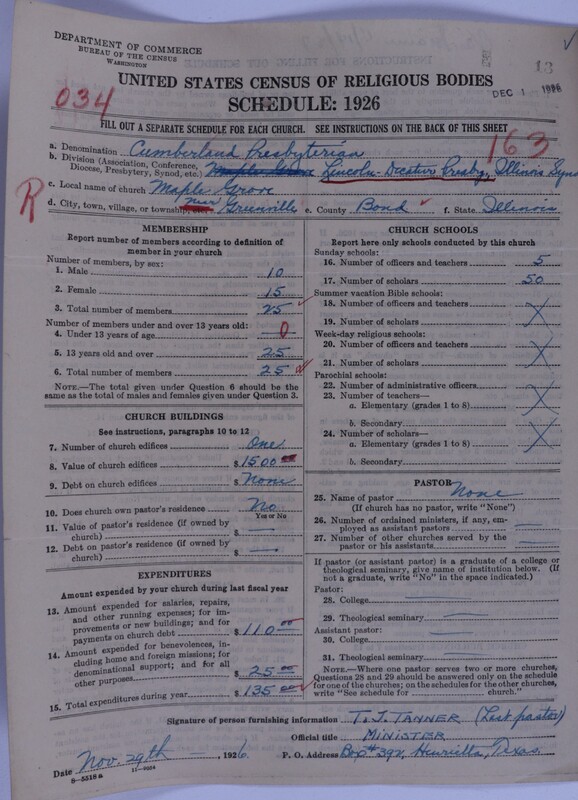 DEPARTMENT OF COMMERCE
BUREAU OF THE CENSUS
WASHINGTON
13
DEC 1 1926
UNITED STATES CENSUS OF RELIGIOUS BODIES
SCHEDULE: 1926
034
FILL OUT A SEPARATE SCHEDULE FOR EACH CHURCH. SEE INSTRUCTIONS ON THE BACK OF THIS SHEET
163
a. Denomination Cumberland Presbyterian
b. Division (Association, Conference, Diocese, Presbytery, Synod, etc.) Maple Grove Lincoln-Decatur Presby, Illinois Synd
R
c. Local name of church Maple Grove
d. City, town, village, or township near Greenville e. County Bond f. State Illinois
MEMBERSHIP
Report number of members according to definition of
member in your church
Number of members, by sex:
1. Male 10
2. Female 15
3. Total number of members 25
Number of members under and over 13 years old:
4. Under 13 years of age 0
5. 13 years old and over 25
6. Total number of members 25
NOTE.—The total given under Question 6 should be
same as the total of males and females given under Question 3.
CHURCH BUILDINGS
See instructions, paragraphs 10 to 12
7. Number of church edifices One
8. Value of church edifices $ 1500 00
9. Debt on church edifices $ None
10. Does church own pastor's residence No
Yes or No
11. Value of pastor's residence (if owned by
church) $ —
12. Debt on pastor's residence (if owned by
church) $ —
EXPENDITURES
Amount expended by your church during last fiscal year
13. Amount expended for salaries, repairs,
and other running expenses; for im-
provements or new buildings; and for
payments on church debt $ 110 00
14. Amount expended for benevolences, in-
cluding home and foreign missions; for
denominational support; and for all
other purposes $ 25 00
15. Total expenditures during year $ 135 00
CHURCH SCHOOLS
Report here only schools conducted by this church
Sunday schools:
16. Number of officers and teachers 5
17. Number of scholars 50
Summer vacation Bible schools:
18. Number of officers and teachers
19. Number of scholars
Week-day religious schools:
20. Number of officers and teachers
21. Number of scholars
Parochial schools:
22. Number of administrative officers
23. Number of teachers—
a. Elementary (grades 1 to 8)
b. Secondary
24. Number of scholars—
a. Elementary (grades 1 to 8)
b. Secondary
PASTOR
25. Name of pastor None
(If church has no pastor, write "None")
26. Number of ordained ministers, if any, em-
ployed as assistant pastors
27. Number of other churches served by the
pastor or his assistants
If pastor (or assistant pastor) is a graduate of a college or
theological seminary, give name of institution below. (If
not a graduate, write "No" in the space indicated.)
Pastor:
28. College
29. Theological seminary
Assistant pastor:
30. College
31. Theological seminary
NOTE.—Where one pastor serves two or more churches,
Questions 28 and 29 should be answered only on the schedule
for one of the churches; on the schedules for the other churches,
write "See schedule for church."
Signature of person furnishing information T. J. TANNER (Last pastor)
Official title MINISTER
Date Nov. 29th, 1926 P. O. Address Box #392, Henrietta, Texas.
8-5518 a
11-9024